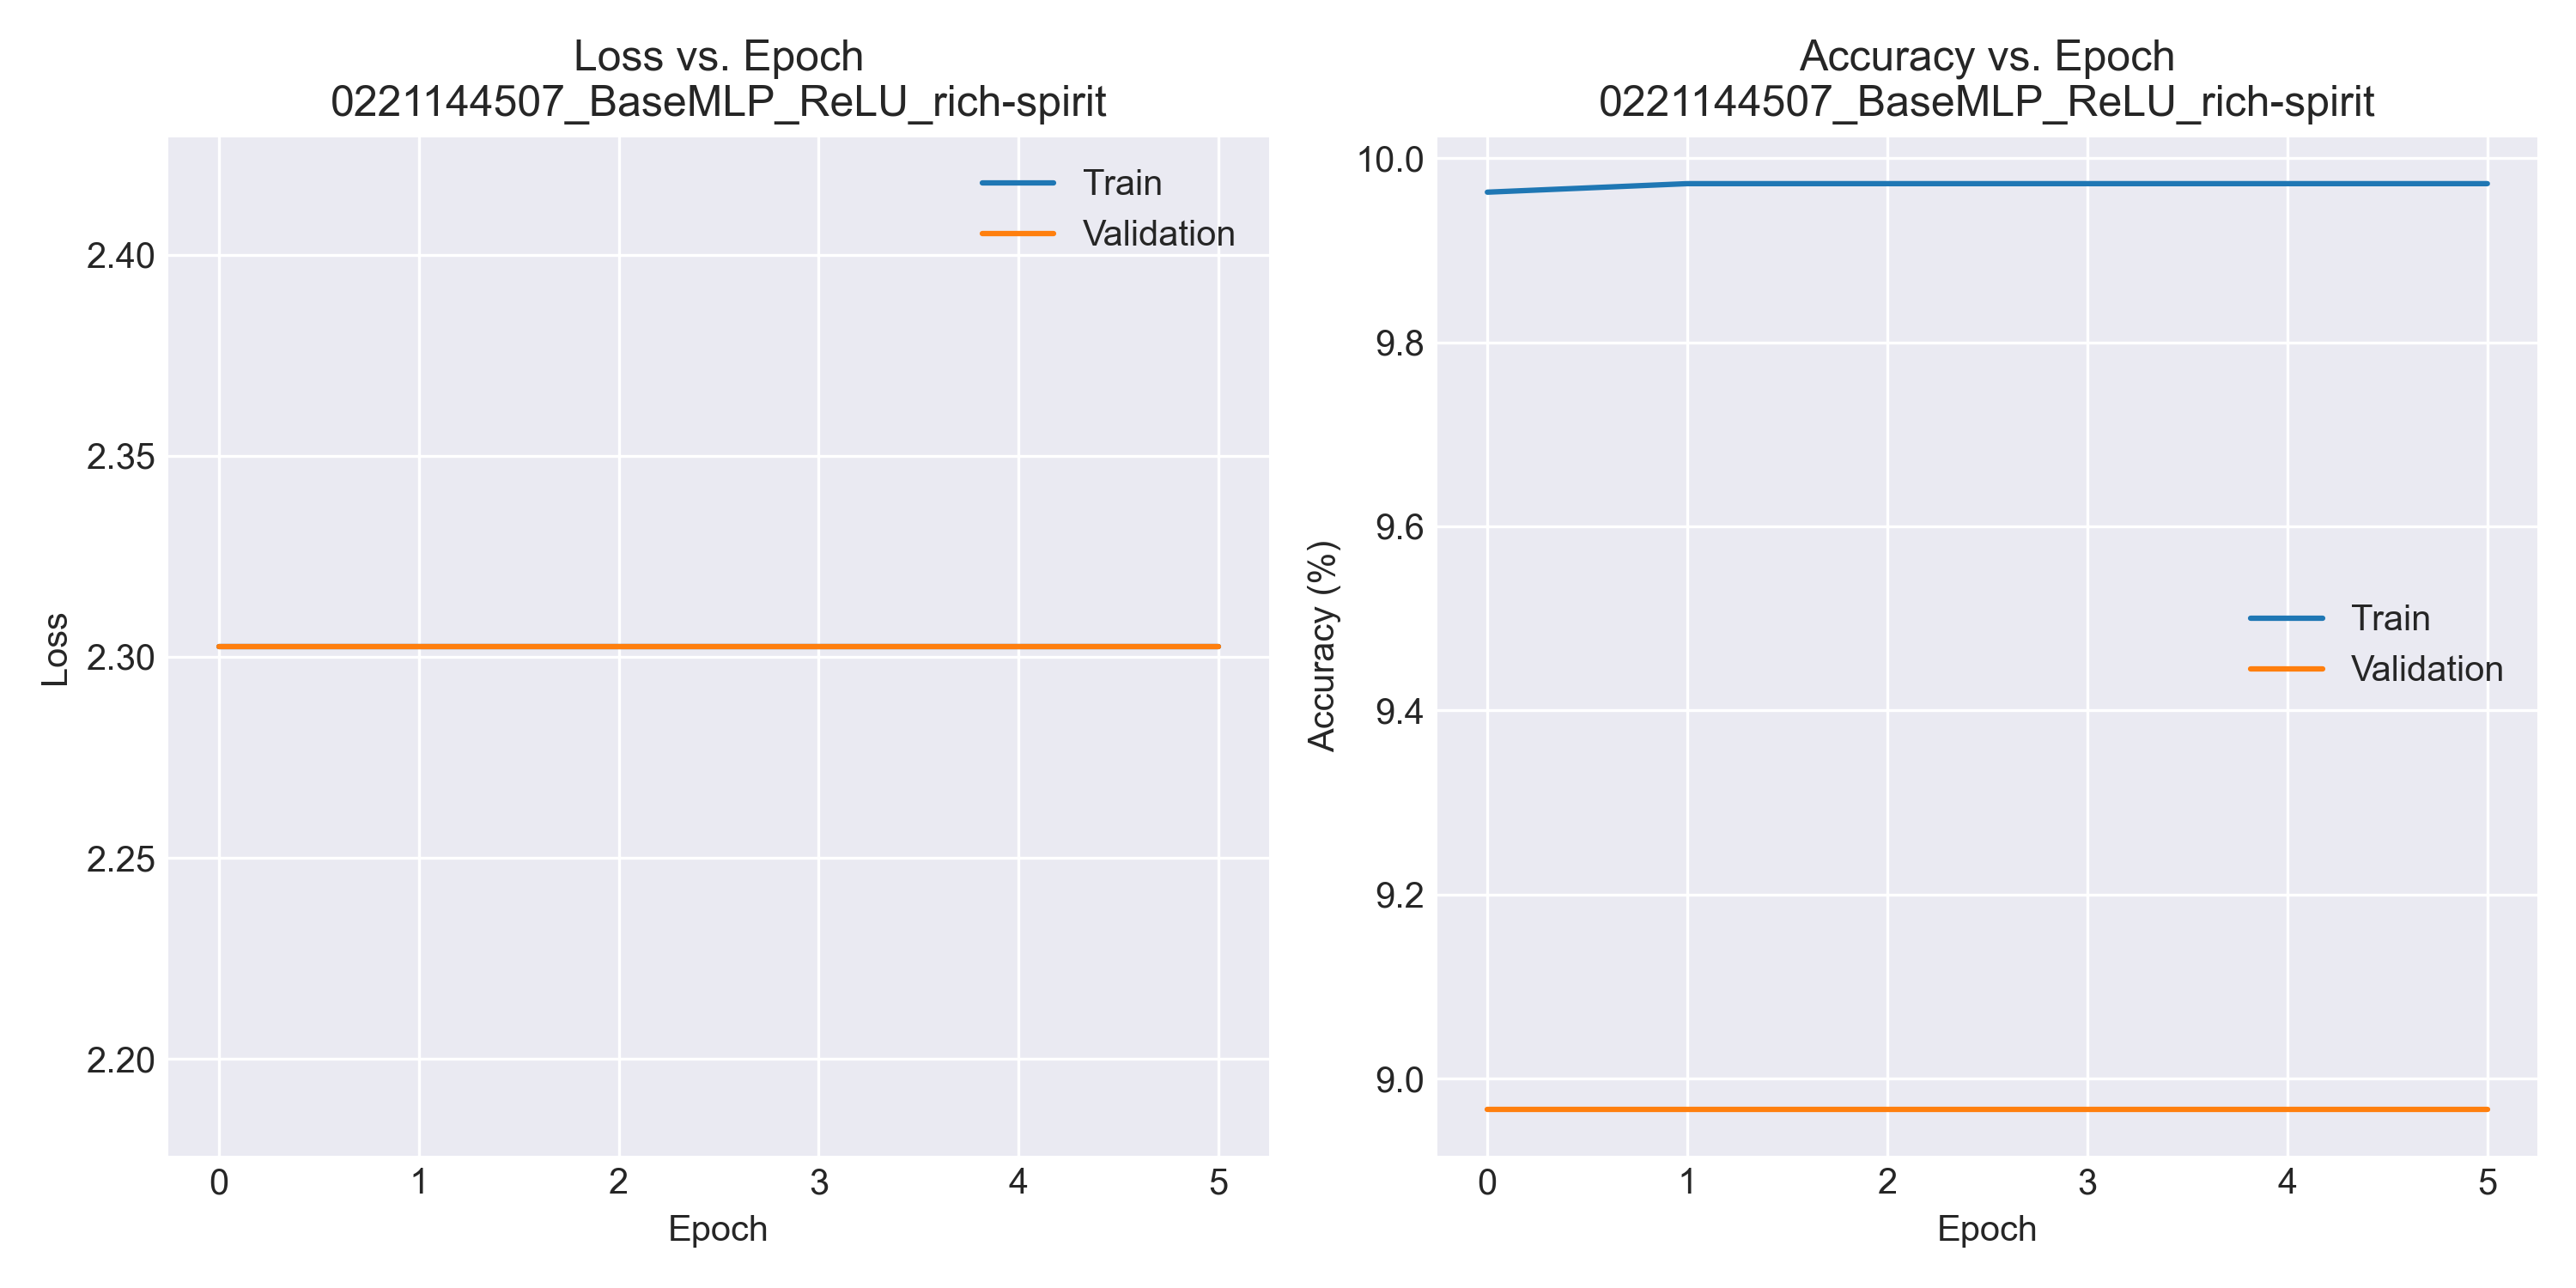 Loss vs. Epoch
0221144507_BaseMLP_ReLU_rich-spirit
Train
Validation
2.40
2.35
2.30
2.25
2.20
Loss
0 1 2 3 4 5
Epoch
Accuracy vs. Epoch
0221144507_BaseMLP_ReLU_rich-spirit
10.0
9.8
9.6
9.4
9.2
9.0
Accuracy (%)
Train
Validation
0 1 2 3 4 5
Epoch